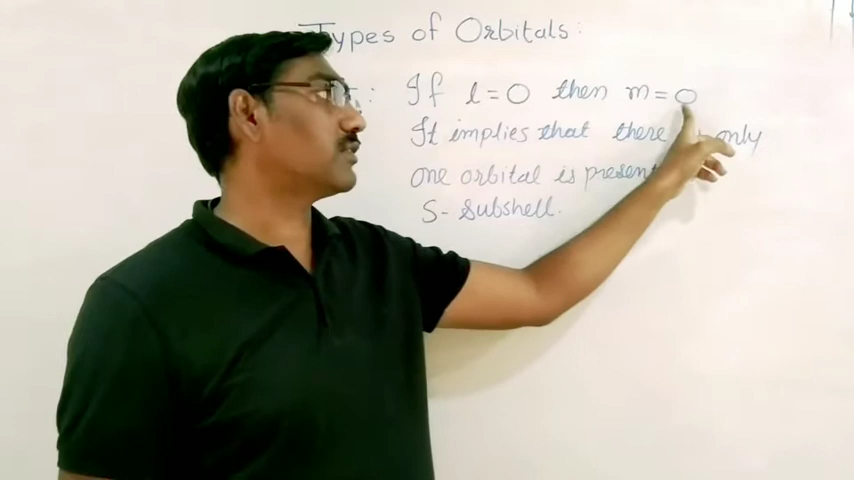 Types of Orbitals:
: If l=0 then m=0
It implies that there only
one orbital is present
S-Subshell.